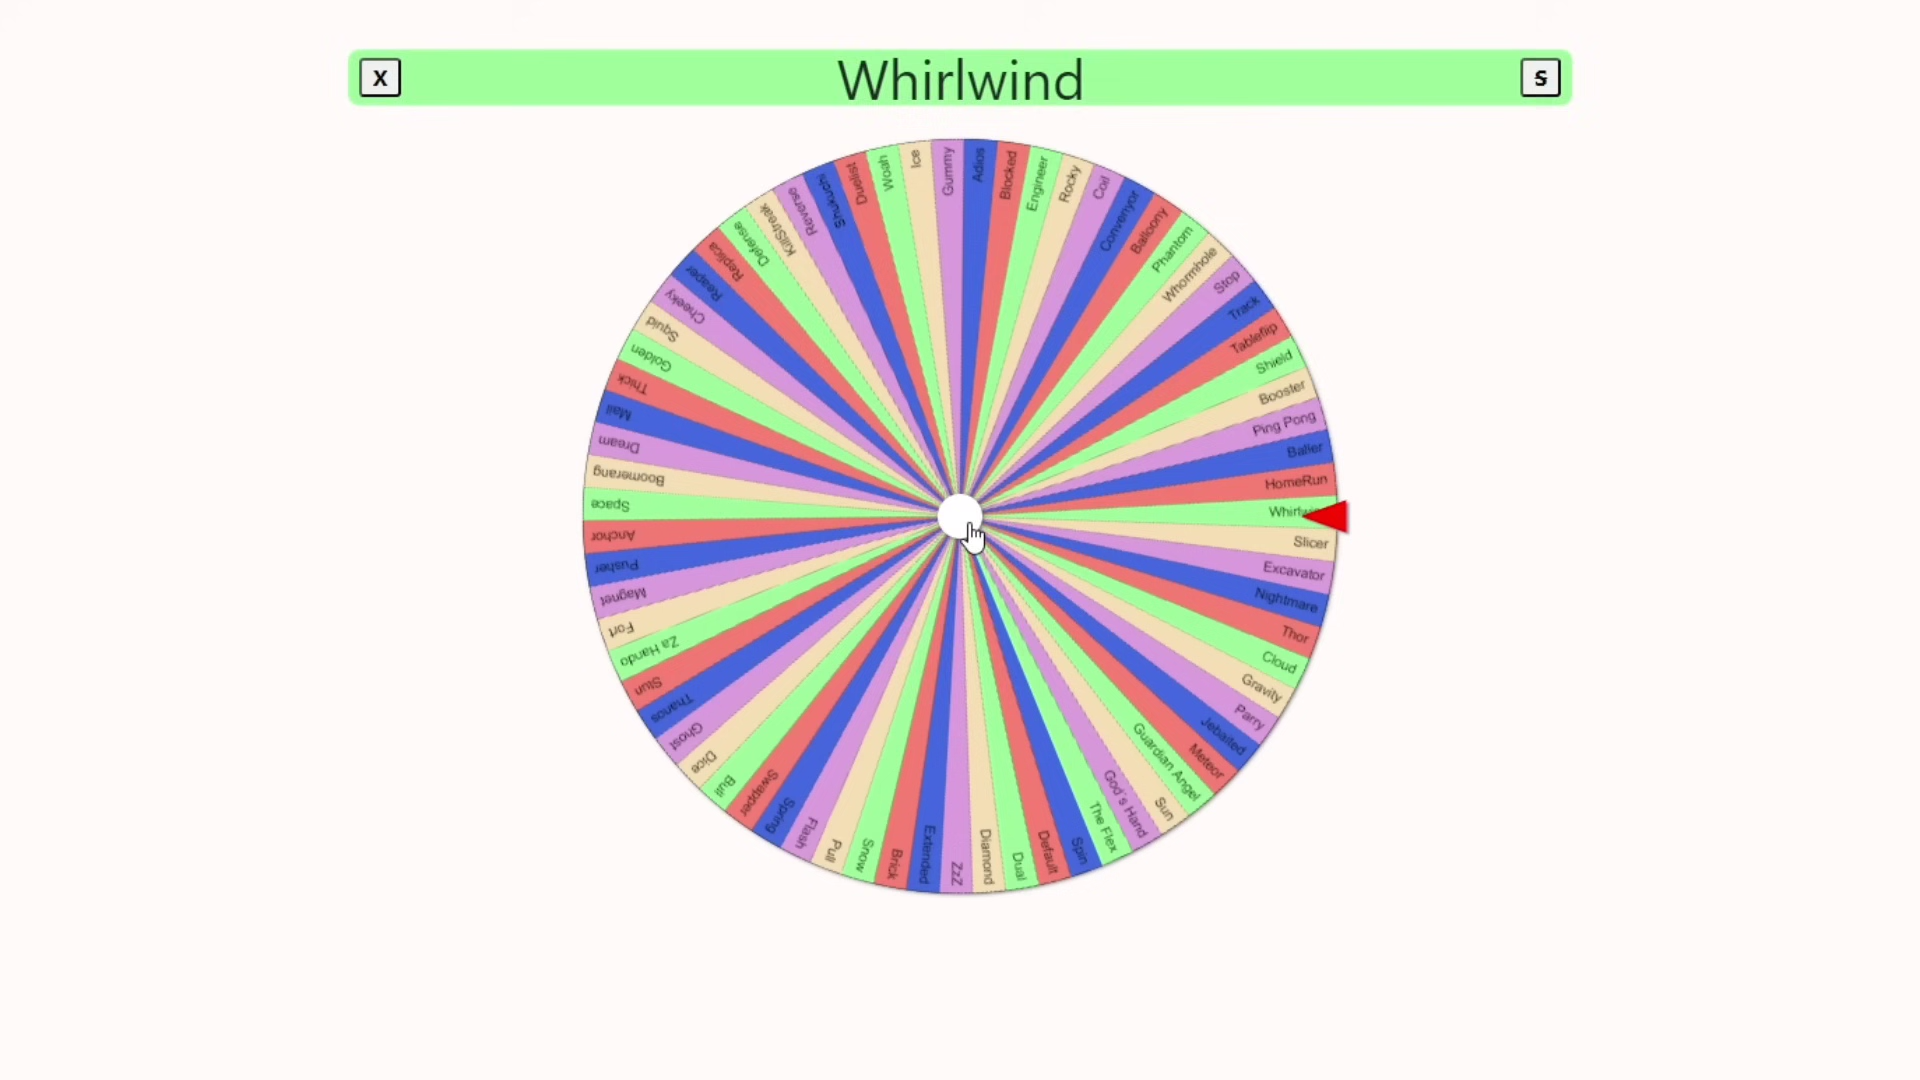 X
Whirlwind
S
Adios
Blocked
Engineer
Rocky
Coil
Convenyor
Balloony
Phantom
Whormhole
Stop
Track
Tableflip
Shield
Booster
Ping Pong
Baller
HomeRun
Slicer
Excavator
Nightmare
Thor
Cloud
Gravity
Parry
Jebaited
Meteor
Guardian Angel
Sun
God's Hand
The Flex
Spin
Default
Dual
Diamond
ZzZ
Extended
Brick
Snow
Pull
Flash
Spring
Swapper
Bull
Dice
Ghost
Thanos
Stun
Za Hando
Fort
Magnet
Pusher
Anchor
Space
Boomerang
Dream
Mail
Thick
Golden
Squid
Cheeky
Reaper
Replica
Defense
KillStreak
Reverse
Shukuchi
Duelist
Woah
Ice
Gummy